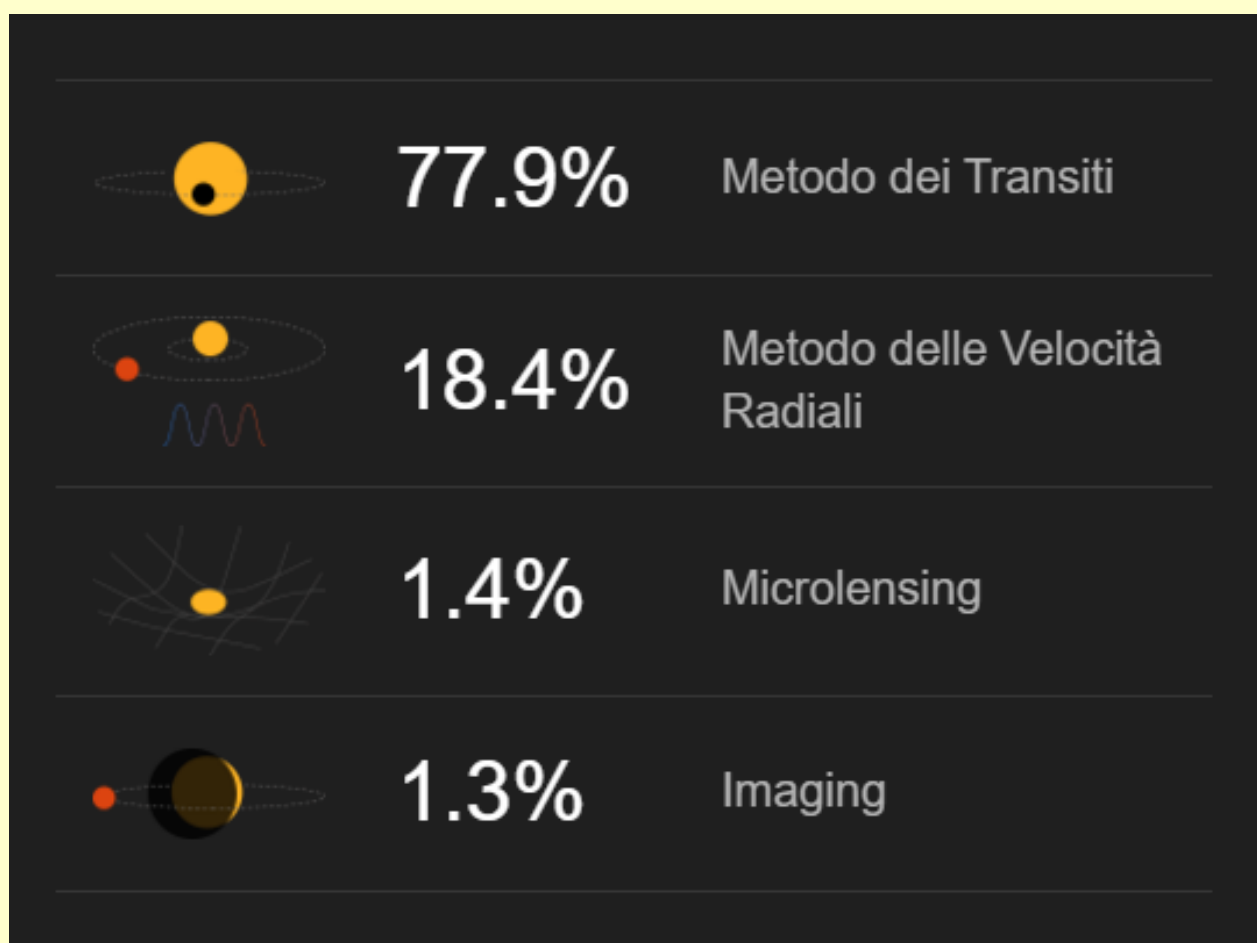 77.9% Metodo dei Transiti
18.4% Metodo delle Velocità
Radiali
1.4% Microlensing
1.3% Imaging